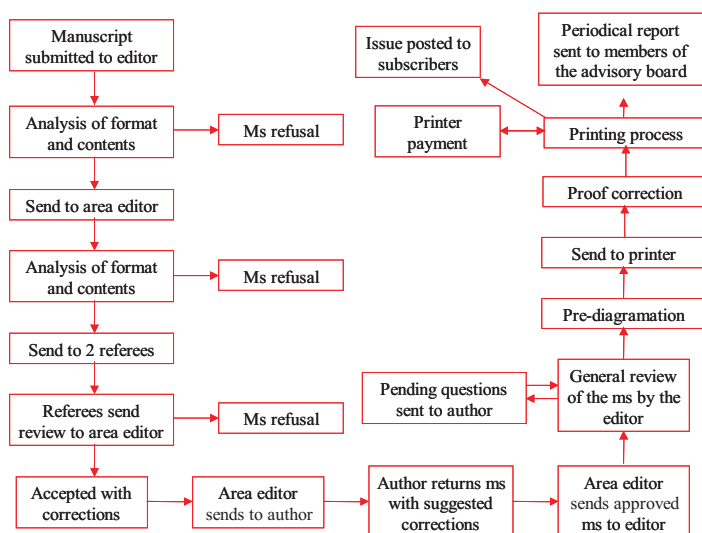 Manuscript
submitted to editor
Analysis of format
and contents
Ms refusal
Send to area editor
Analysis of format
and contents
Ms refusal
Send to 2 referees
Referees send
review to area editor
Ms refusal
Accepted with
corrections
Area editor
sends to author
Author returns ms
with suggested
corrections
Area editor
sends approved
ms to editor
General review
of the ms by the
editor
Pending questions
sent to author
Pre-diagramation
Send to printer
Proof correction
Printing process
Printer
payment
Issue posted to
subscribers
Periodical report
sent to members of
the advisory board